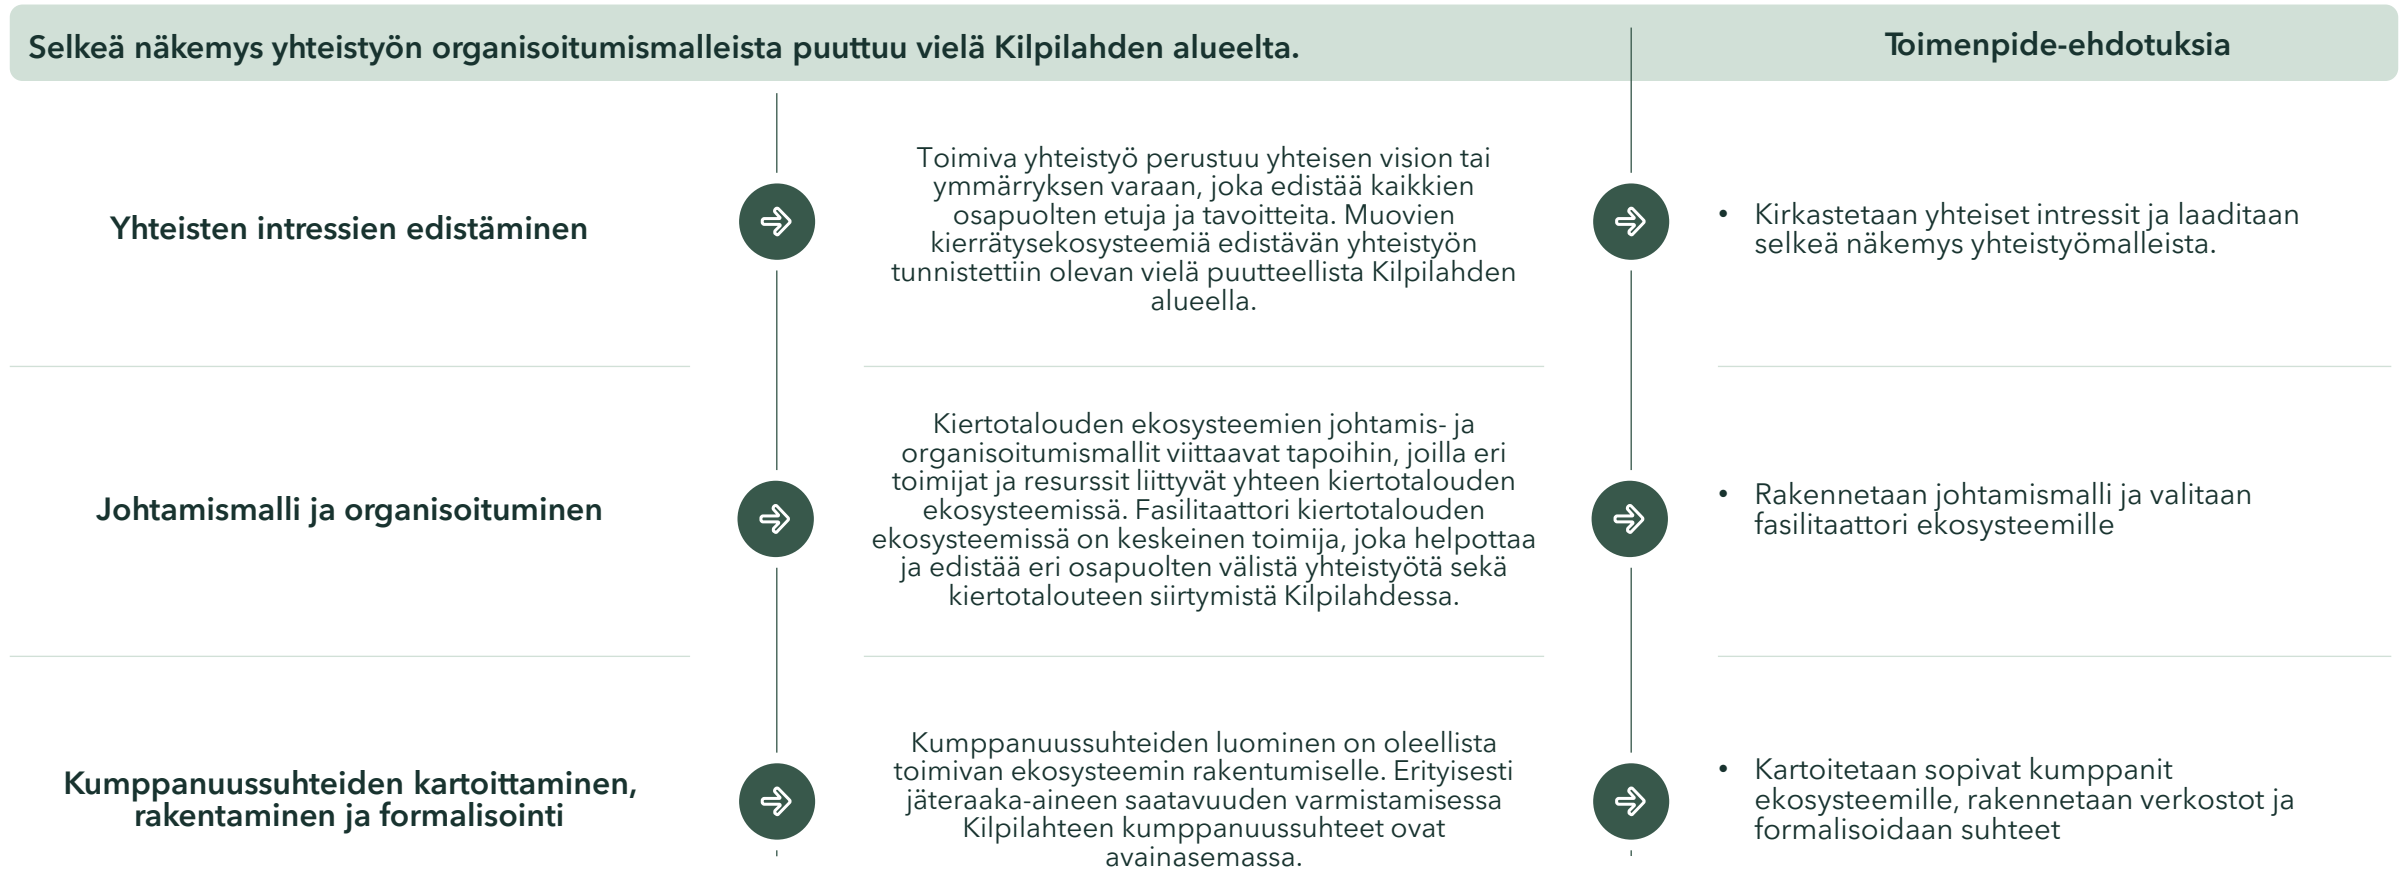 Selkeä näkemys yhteistyön organisoitumismalleista puuttuu vielä Kilpilahden alueelta.
Toimenpide-ehdotuksia
Yhteisten intressien edistäminen
Toimiva yhteistyö perustuu yhteisen vision tai
ymmärryksen varaan, joka edistää kaikkien
osapuolten etuja ja tavoitteita. Muovien
kierrätysekosysteemiä edistävän yhteistyön
tunnistettiin olevan vielä puutteellista Kilpilahden
alueella.
• Kirkastetaan yhteiset intressit ja laaditaan
selkeä näkemys yhteistyömalleista.
Johtamismalli ja organisoituminen
Kiertotalouden ekosysteemien johtamis- ja
organisoitumismallit viittaavat tapoihin, joilla eri
toimijat ja resurssit liittyvät yhteen kiertotalouden
ekosysteemissä. Fasilitaattori kiertotalouden
ekosysteemissä on keskeinen toimija, joka helpottaa
ja edistää eri osapuolten välistä yhteistyötä sekä
kiertotalouteen siirtymistä Kilpilahdessa.
• Rakennetaan johtamismalli ja valitaan
fasilitaattori ekosysteemille
Kumppanuussuhteiden kartoittaminen,
rakentaminen ja formalisointi
Kumppanuussuhteiden luominen on oleellista
toimivan ekosysteemin rakentumiselle. Erityisesti
jäteraaka-aineen saatavuuden varmistamisessa
Kilpilahteen kumppanuussuhteet ovat
avainasemassa.
• Kartoitetaan sopivat kumppanit
ekosysteemille, rakennetaan verkostot ja
formalisoidaan suhteet